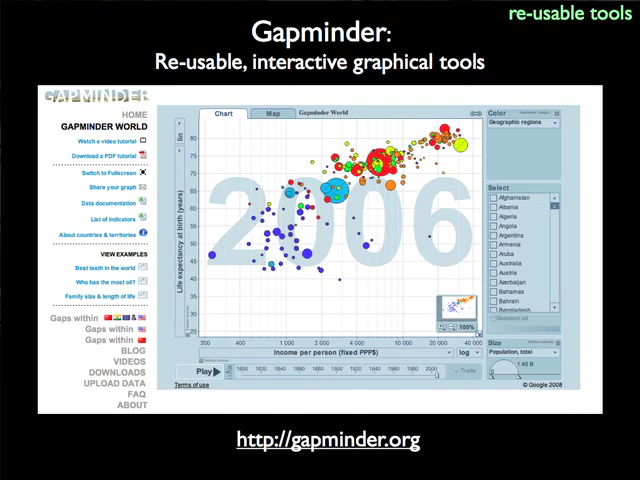 re-usable tools
Gapminder:
Re-usable, interactive graphical tools
GAPMINDER
HOME
GAPMINDER WORLD
Watch a video tutorial
Download a PDF tutorial
Switch to Fullscreen
Share your graph
Data documentation
List of indicators
About countries & territories
VIEW EXAMPLES
Best teeth in the world
Who has the most oil?
Family size & length of life
Gaps within
Gaps within
Gaps within
BLOG
VIDEOS
DOWNLOADS
UPLOAD DATA
FAQ
ABOUT
Chart
Map
Gapminder World
lin
Life expectancy at birth (years)
80
75
70
65
60
55
50
45
40
35
30
25
2006
200
400
1 000
2 000
4 000
10 000
20 000
40 000
Income per person (fixed PPP$)
log
100%
Play
1800 1820 1840 1860 1880 1900 1920 1940 1960 1980 2000
Trails
Terms of use
Color
Geographic regions
Select
Afghanistan
Albania
Algeria
Angola
Argentina
Armenia
Aruba
Australia
Austria
Azerbaijan
Bahamas
Bahrain
Bangladesh
Deselect all
Size
Population, total
1.46 B
© Google 2008
http://gapminder.org